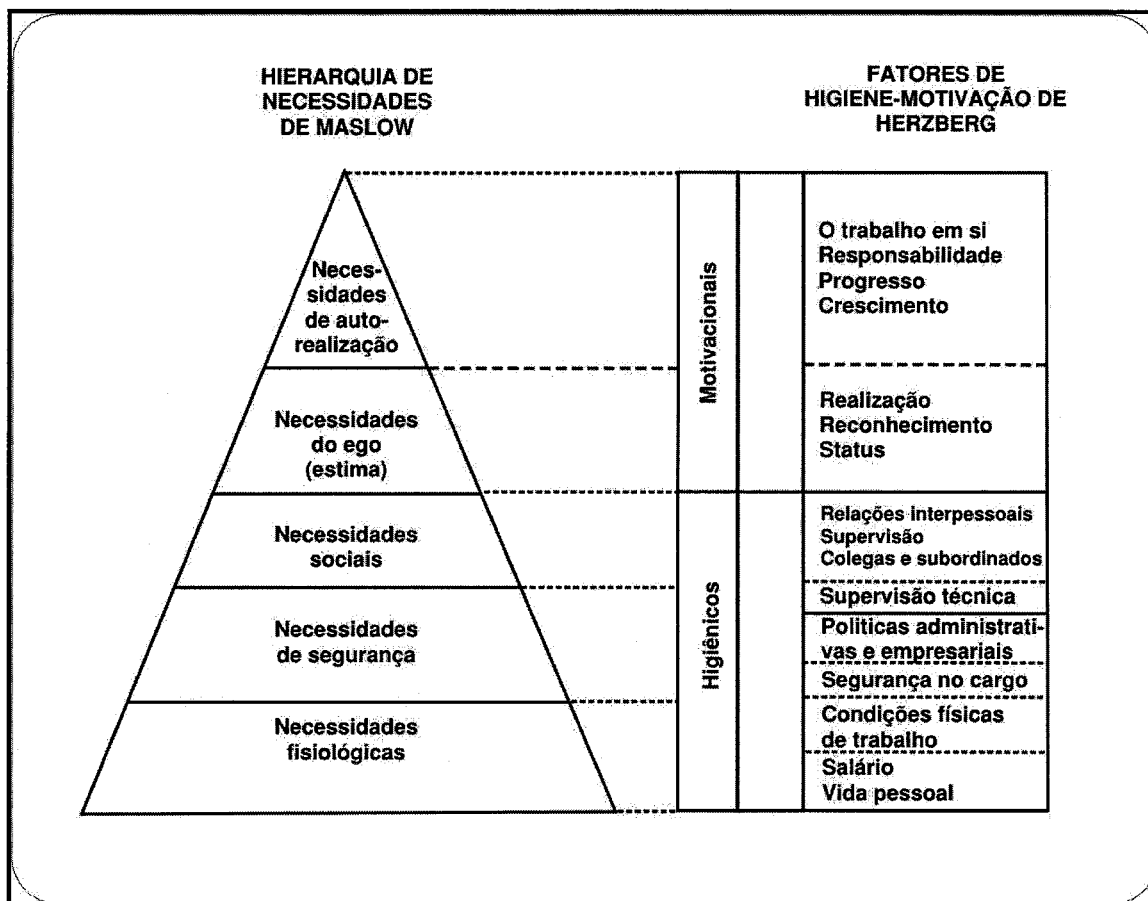 HIERARQUIA DE
NECESSIDADES
DE MASLOW
FATORES DE
HIGIENE-MOTIVAÇÃO DE
HERZBERG
Neces-
sidades
de auto-
realização
Necessidades
do ego
(estima)
Necessidades
sociais
Necessidades
de segurança
Necessidades
fisiológicas
Motivacionais
Higiênicos
O trabalho em si
Responsabilidade
Progresso
Crescimento
Realização
Reconhecimento
Status
Relações interpessoais
Supervisão
Colegas e subordinados
Supervisão técnica
Politicas administrati-
vas e empresariais
Segurança no cargo
Condições físicas
de trabalho
Salário
Vida pessoal